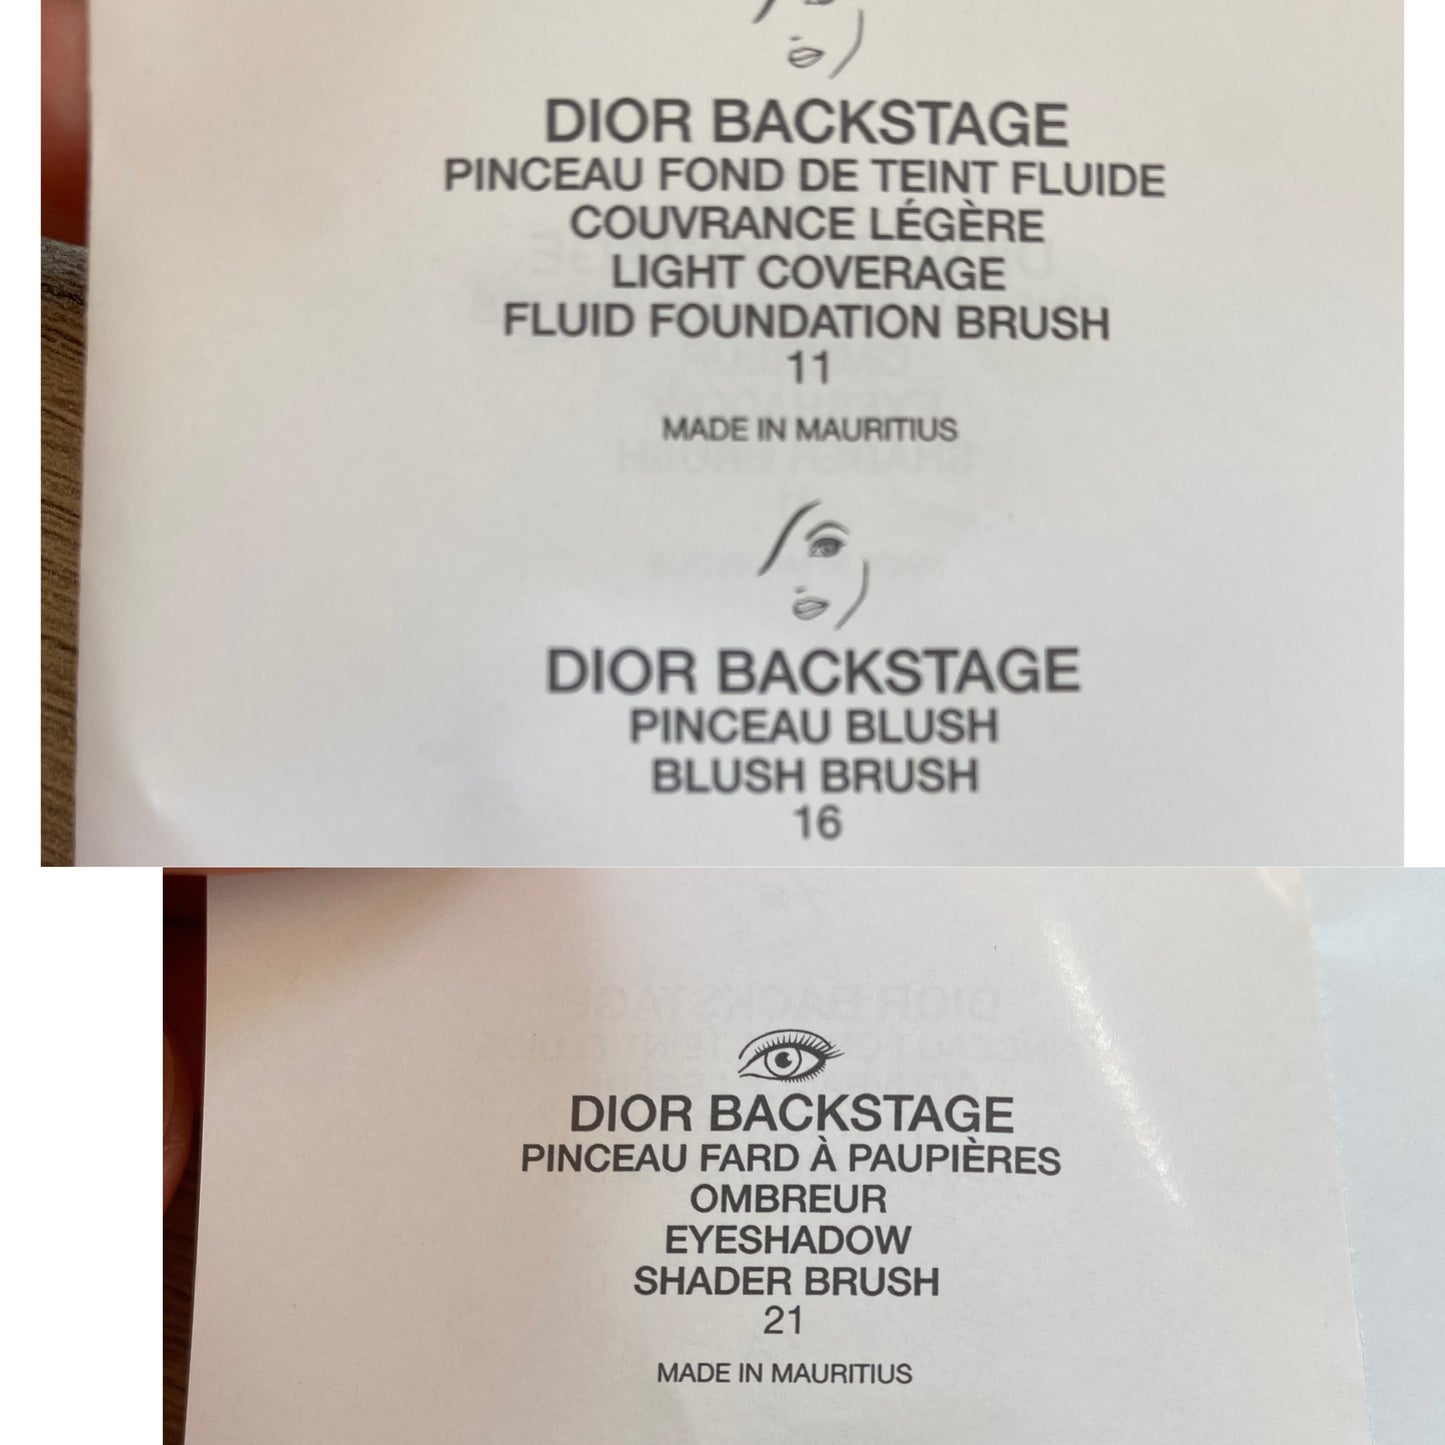 DIOR BACKSTAGE
PINCEAU FOND DE TEINT FLUIDE
COUVRANCE LÉGÈRE
LIGHT COVERAGE
FLUID FOUNDATION BRUSH
11
MADE IN MAURITIUS
DIOR BACKSTAGE
PINCEAU BLUSH
BLUSH BRUSH
16
DIOR BACKSTAGE
PINCEAU FARD À PAUPIÈRES
OMBREUR
EYESHADOW
SHADER BRUSH
21
MADE IN MAURITIUS